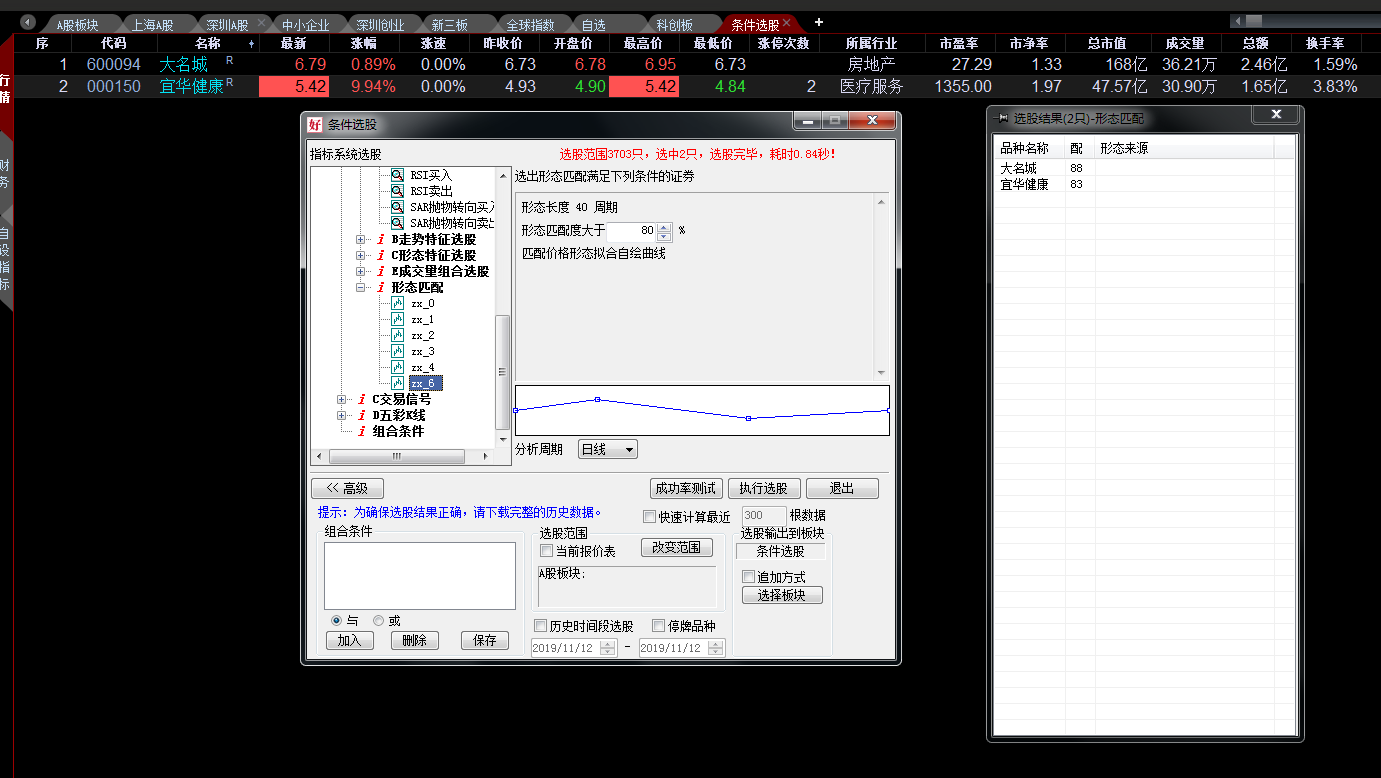 A股板块 上海A股 深圳A股 中小企业 深圳创业 新三板 全球指数 自选 科创板 条件选股 +
序 代码 名称 最新 涨幅 涨速 昨收价 开盘价 最高价 最低价 涨停次数 所属行业 市盈率 市净率 总市值 成交量 总额 换手率
1 600094 大名城 R 6.79 0.89% 0.00% 6.73 6.78 6.95 6.73 房地产 27.29 1.33 168亿 36.21万 2.46亿 1.59%
2 000150 宜华健康 R 5.42 9.94% 0.00% 4.93 4.90 5.42 4.84 2 医疗服务 1355.00 1.97 47.57亿 30.90万 1.65亿 3.83%
行情
财务
自设指标
好 条件选股
指标系统选股
选股范围3703只，选中2只，选股完毕，耗时0.84秒!
RSI买入
RSI卖出
SAR抛物转向买入
SAR抛物转向卖出
B走势特征选股
C形态特征选股
E成交量组合选股
形态匹配
zx_0
zx_1
zx_2
zx_3
zx_4
zx_6
C交易信号
D五彩K线
组合条件
选出形态匹配满足下列条件的证券
形态长度 40 周期
形态匹配度大于 80 %
匹配价格形态拟合自绘曲线
分析周期 日线
<< 高级 成功率测试 执行选股 退出
提示：为确保选股结果正确，请下载完整的历史数据。
快速计算最近 300 根数据
组合条件
与 或
加入 删除 保存
选股范围
当前报价表 改变范围
A股板块:
历史时间段选股 停牌品种
2019/11/12 - 2019/11/12
选股输出到板块
条件选股
追加方式
选择板块
选股结果(2只)-形态匹配
品种名称 配 形态来源
大名城 88
宜华健康 83